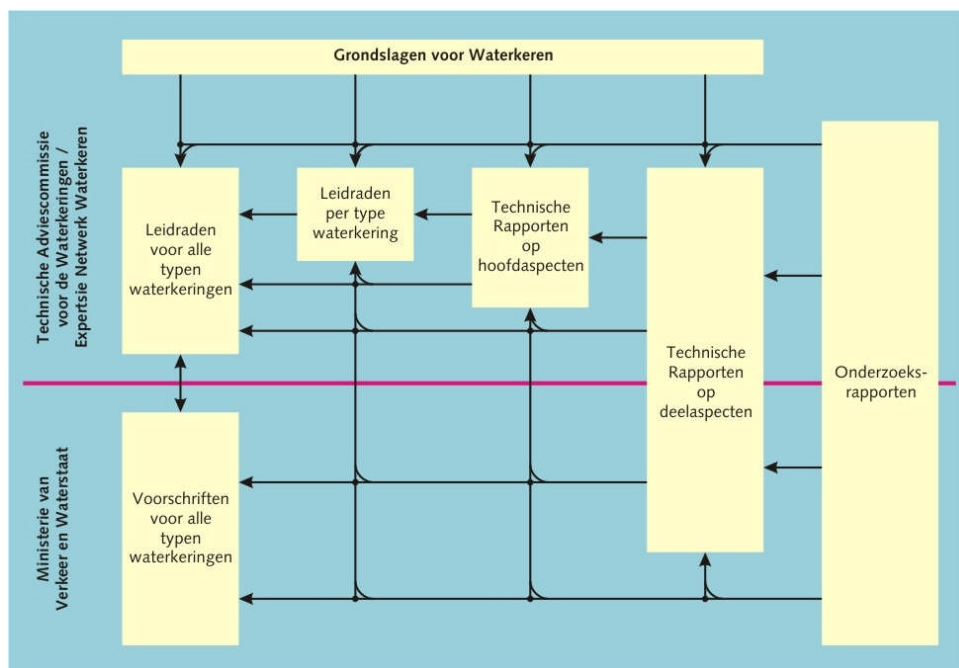 Grondslagen voor Waterkeren
Technische Adviescommissie
voor de Waterkeringen /
Expertsie Netwerk Waterkeren
Leidraden
voor alle
typen
waterkeringen
Leidraden
per type
waterkering
Technische
Rapporten
op
hoofdaspecten
Technische
Rapporten
op
deelaspecten
Onderzoeks-
rapporten
Ministerie van
Verkeer en Waterstaat
Voorschriften
voor alle
typen
waterkeringen